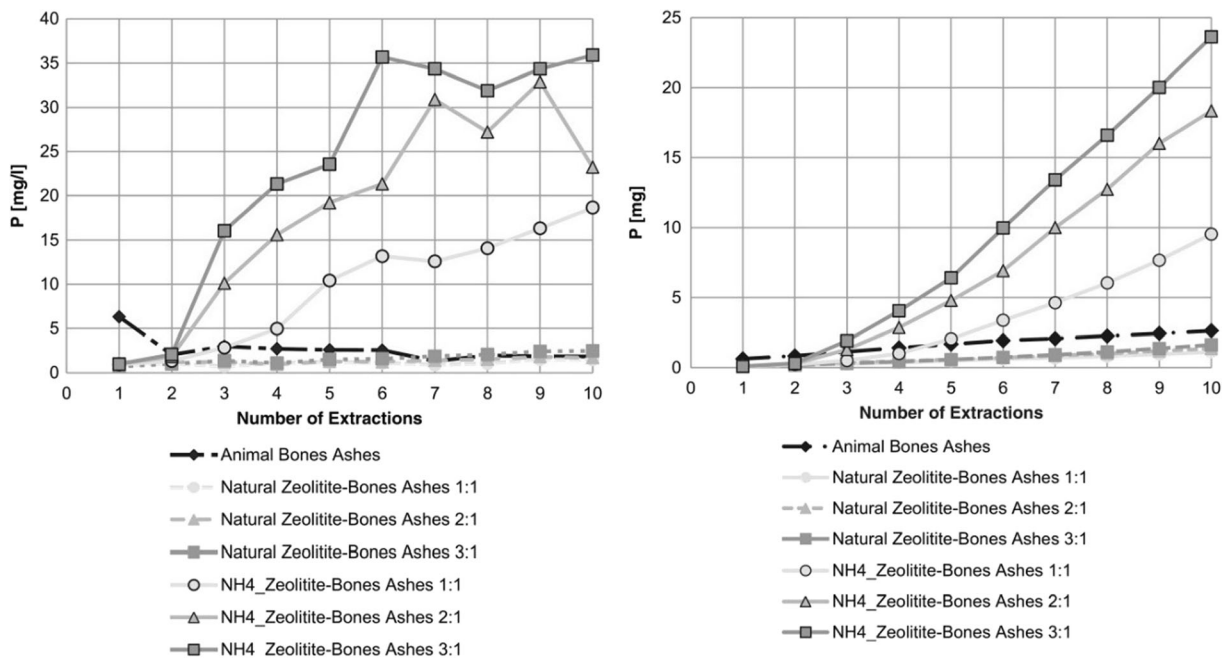 40
35
30
25
20
15
10
5
0
P [mg/l]
0 1 2 3 4 5 6 7 8 9 10
Number of Extractions
Animal Bones Ashes
Natural Zeolitite-Bones Ashes 1:1
Natural Zeolitite-Bones Ashes 2:1
Natural Zeolitite-Bones Ashes 3:1
NH4_Zeolitite-Bones Ashes 1:1
NH4_Zeolitite-Bones Ashes 2:1
NH4 Zeolitite-Bones Ashes 3:1
25
20
15
10
5
0
P [mg]
0 1 2 3 4 5 6 7 8 9 10
Number of Extractions
Animal Bones Ashes
Natural Zeolitite-Bones Ashes 1:1
Natural Zeolitite-Bones Ashes 2:1
Natural Zeolitite-Bones Ashes 3:1
NH4_Zeolitite-Bones Ashes 1:1
NH4_Zeolitite-Bones Ashes 2:1
NH4_Zeolitite-Bones Ashes 3:1